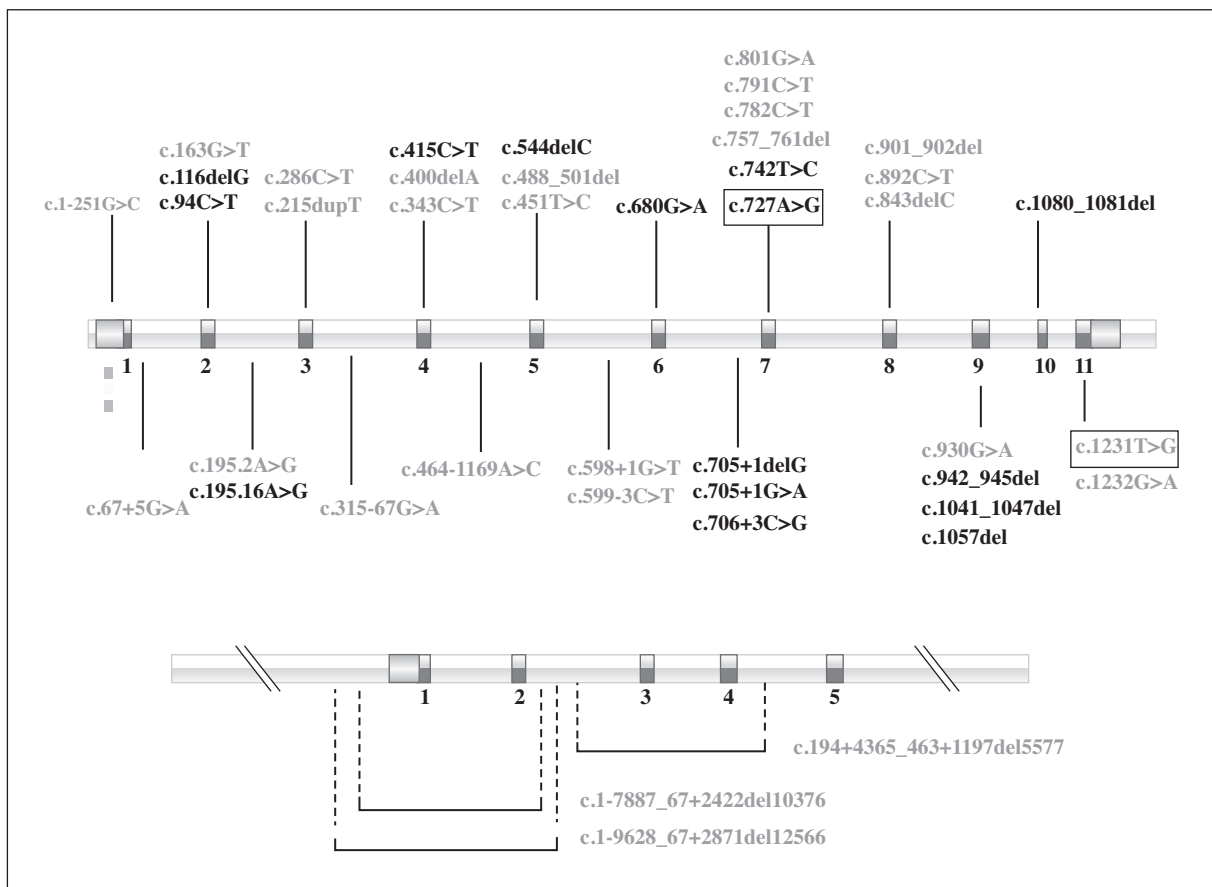 c.801G>A
c.791C>T
c.782C>T
c.757_761del
c.742T>C
c.727A>G
c.163G>T
c.116delG
c.94C>T
c.1-251G>C
c.286C>T
c.215dupT
c.415C>T
c.400delA
c.343C>T
c.544delC
c.488_501del
c.451T>C
c.680G>A
c.901_902del
c.892C>T
c.843delC
c.1080_1081del
1 2 3 4 5 6 7 8 9 10 11
c.67+5G>A
c.195.2A>G
c.195.16A>G
c.315-67G>A
c.464-1169A>C
c.598+1G>T
c.599-3C>T
c.705+1delG
c.705+1G>A
c.706+3C>G
c.930G>A
c.942_945del
c.1041_1047del
c.1057del
c.1231T>G
c.1232G>A
1 2 3 4 5
c.194+4365_463+1197del5577
c.1-7887_67+2422del10376
c.1-9628_67+2871del12566